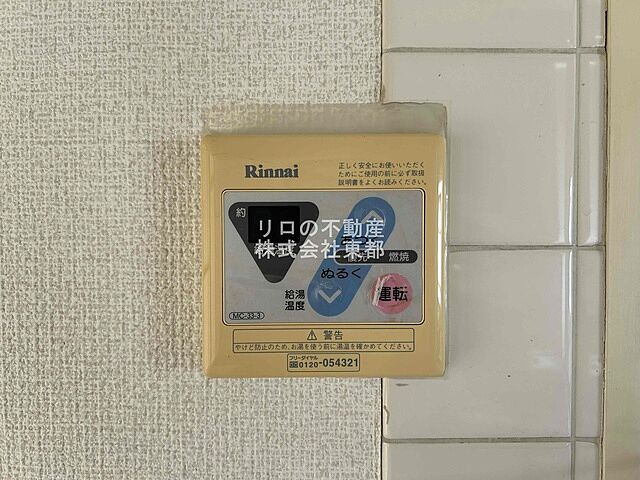 Rinnai
正しく安全にお使いいただく
ためにご使用の前に必ず取扱
説明書をよくお読みください。
約
リロの不動産
株式会社東都
優先
燃焼
ぬるく
給湯
温度
運転
MC-33-3
⚠ 警告
やけど防止のため、お湯を使う前に湯温を確かめてください。
フリーダイヤル
0120-054321